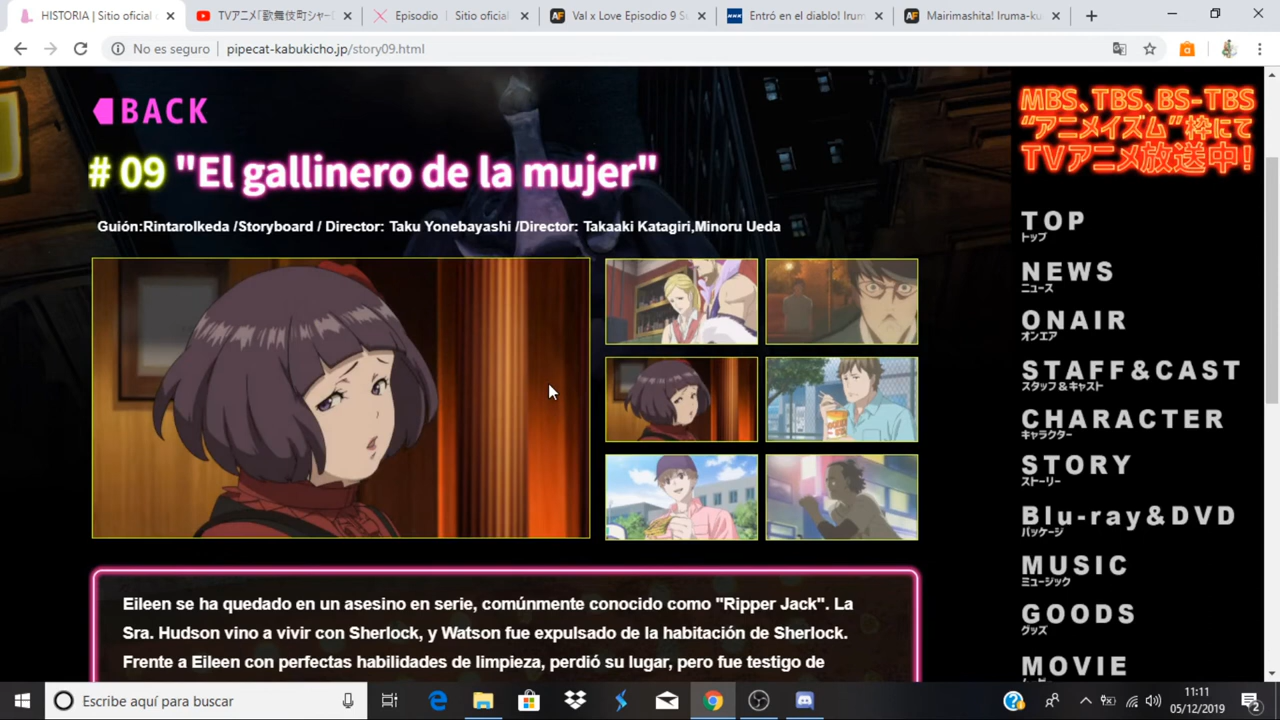 HISTORIA | Sitio oficial d
TVアニメ「歌舞伎町シャーロ
Episodio | Sitio oficial
Val x Love Episodio 9 Su
Entró en el diablo! Irum
Mairimashita! Iruma-ku
No es seguro
pipecat-kabukicho.jp/story09.html
BACK
# 09 "El gallinero de la mujer"
Guión:RintaroIkeda /Storyboard / Director: Taku Yonebayashi /Director: Takaaki Katagiri,Minoru Ueda
Eileen se ha quedado en un asesino en serie, comúnmente conocido como "Ripper Jack". La
Sra. Hudson vino a vivir con Sherlock, y Watson fue expulsado de la habitación de Sherlock.
Frente a Eileen con perfectas habilidades de limpieza, perdió su lugar, pero fue testigo de
MBS、TBS、BS-TBS
“アニメイズム”枠にて
TVアニメ放送中！
TOP
トップ
NEWS
ニュース
ONAIR
オンエア
STAFF&CAST
スタッフ&キャスト
CHARACTER
キャラクター
STORY
ストーリー
Blu-ray&DVD
パッケージ
MUSIC
ミュージック
GOODS
グッズ
MOVIE
Escribe aquí para buscar
11:11
05/12/2019
2